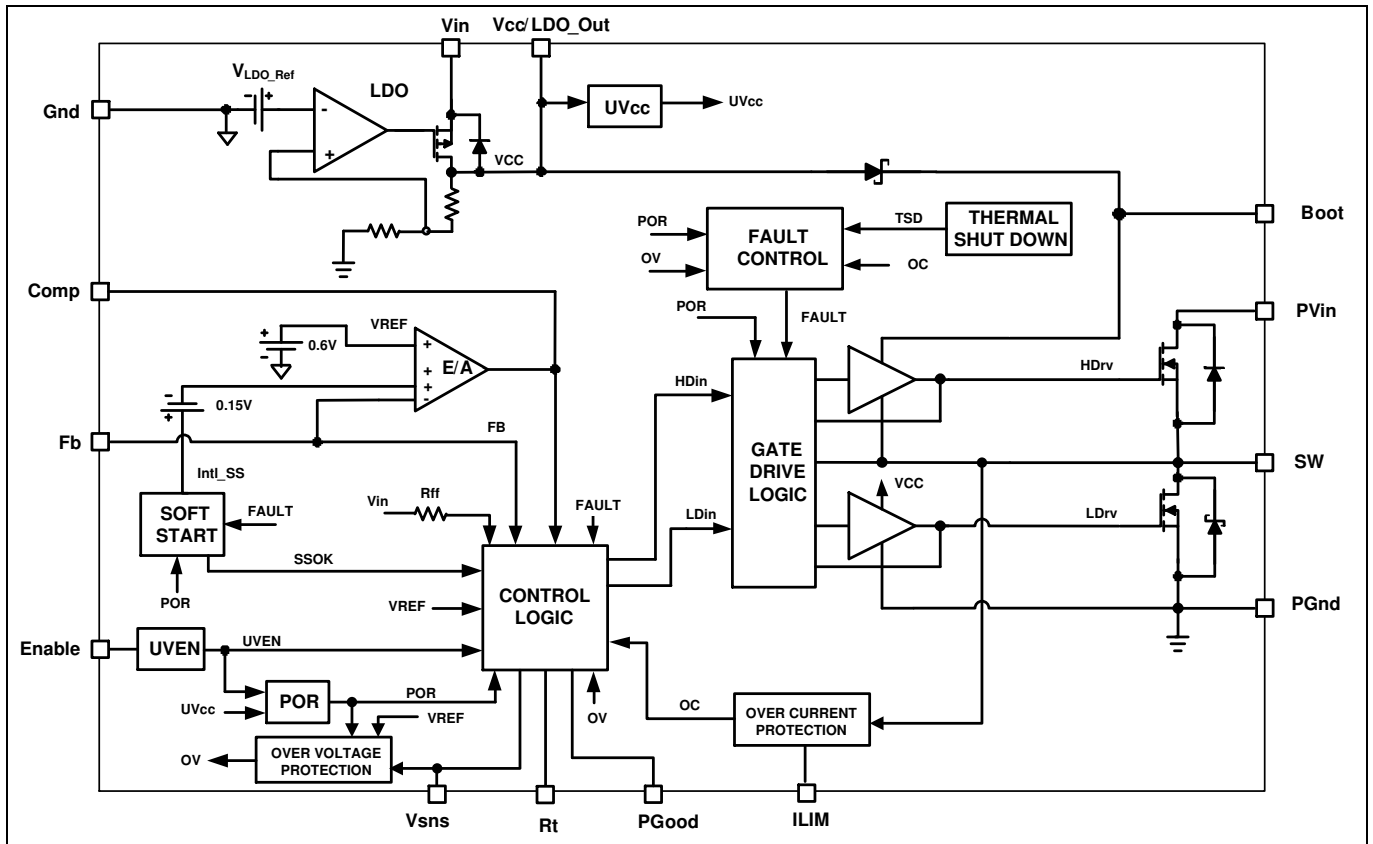 Vin
Vcc/LDO_Out
VLDO_Ref
LDO
Gnd
-
+
-
+
UVcc
UVcc
VCC
Boot
POR
OV
FAULT
CONTROL
TSD
OC
THERMAL
SHUT DOWN
Comp
PVin
POR
FAULT
+
-
0.6V
VREF
+
+
+
-
E/A
-
+
0.15V
HDin
HDrv
Fb
FB
SW
GATE
DRIVE
LOGIC
Intl_SS
VCC
Vin
Rff
FAULT
LDin
LDrv
SOFT
START
FAULT
SSOK
POR
VREF
CONTROL
LOGIC
PGnd
Enable
UVEN
UVEN
UVcc
POR
POR
VREF
OV
OC
OVER CURRENT
PROTECTION
OV
OVER VOLTAGE
PROTECTION
Vsns
Rt
PGood
ILIM